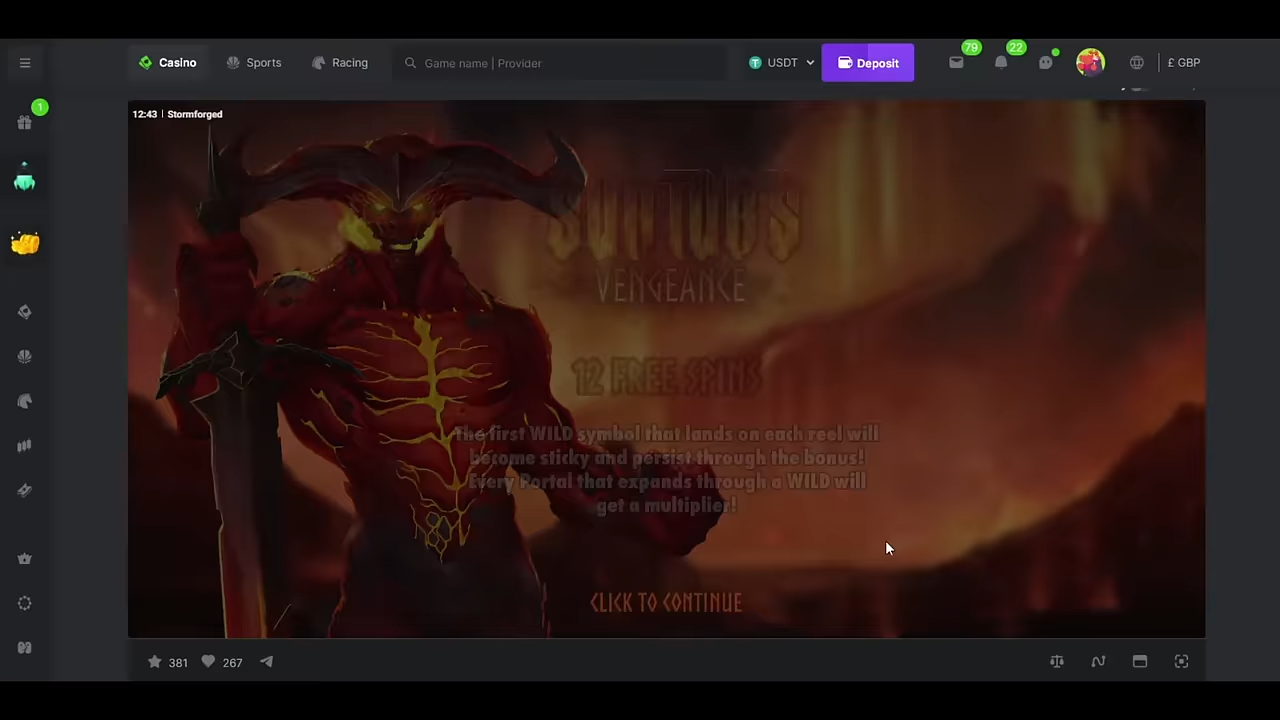 Casino
Sports
Racing
Game name | Provider
USDT
Deposit
79
22
£ GBP
1
12:43 | Stormforged
SURTUR'S
VENGEANCE
12 FREE SPINS
The first WILD symbol that lands on each reel will
become sticky and persist through the bonus!
Every Portal that expands through a WILD will
get a multiplier!
CLICK TO CONTINUE
381
267